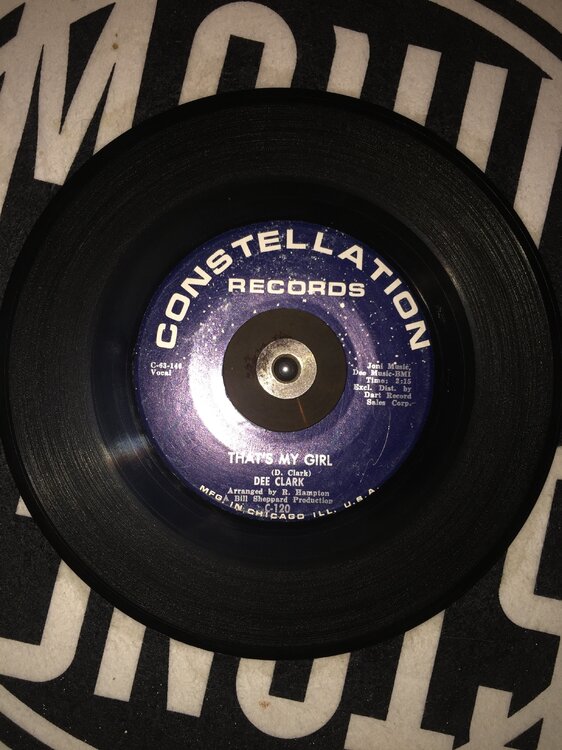 CONSTELLATION
RECORDS
C-63-146
Vocal
Joni Music,
Dee Music-BMI
Time: 2:15
Excl. Dist. by
Dart Record
Sales Corp.
THAT'S MY GIRL
(D. Clark)
DEE CLARK
Arranged by R. Hampton
A Bill Sheppard Production
C-120
MFG. IN CHICAGO ILL. U.S.A.